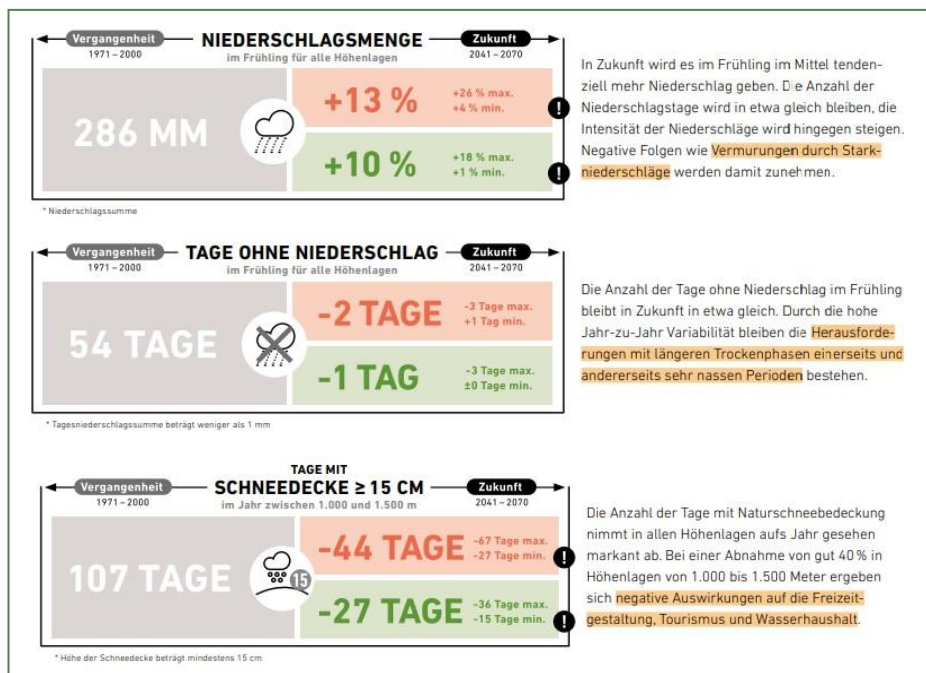 Vergangenheit
1971–2000
NIEDERSCHLAGSMENGE
im Frühling für alle Höhenlagen
Zukunft
2041–2070
286 MM
+13 %
+26 % max.
+4 % min.
!
+10 %
+18 % max.
+1 % min.
!
* Niederschlagssumme
In Zukunft wird es im Frühling im Mittel tenden-
ziell mehr Niederschlag geben. Die Anzahl der
Niederschlagstage wird in etwa gleich bleiben, die
Intensität der Niederschläge wird hingegen steigen.
Negative Folgen wie Vermurungen durch Stark-
niederschläge werden damit zunehmen.
Vergangenheit
1971–2000
TAGE OHNE NIEDERSCHLAG
im Frühling für alle Höhenlagen
Zukunft
2041–2070
54 TAGE
-2 TAGE
-3 Tage max.
+1 Tag min.
-1 TAG
-3 Tage max.
±0 Tage min.
* Tagesniederschlagssumme beträgt weniger als 1 mm
Die Anzahl der Tage ohne Niederschlag im Frühling
bleibt in Zukunft in etwa gleich. Durch die hohe
Jahr-zu-Jahr Variabilität bleiben die Herausforde-
rungen mit längeren Trockenphasen einerseits und
andererseits sehr nassen Perioden bestehen.
Vergangenheit
1971–2000
TAGE MIT
SCHNEEDECKE ≥ 15 CM
im Jahr zwischen 1.000 und 1.500 m
Zukunft
2041–2070
107 TAGE
15
-44 TAGE
-67 Tage max.
-27 Tage min.
!
-27 TAGE
-36 Tage max.
-15 Tage min.
!
* Höhe der Schneedecke beträgt mindestens 15 cm
Die Anzahl der Tage mit Naturschneebedeckung
nimmt in allen Höhenlagen aufs Jahr gesehen
markant ab. Bei einer Abnahme von gut 40 % in
Höhenlagen von 1.000 bis 1.500 Meter ergeben
sich negative Auswirkungen auf die Freizeit-
gestaltung, Tourismus und Wasserhaushalt.